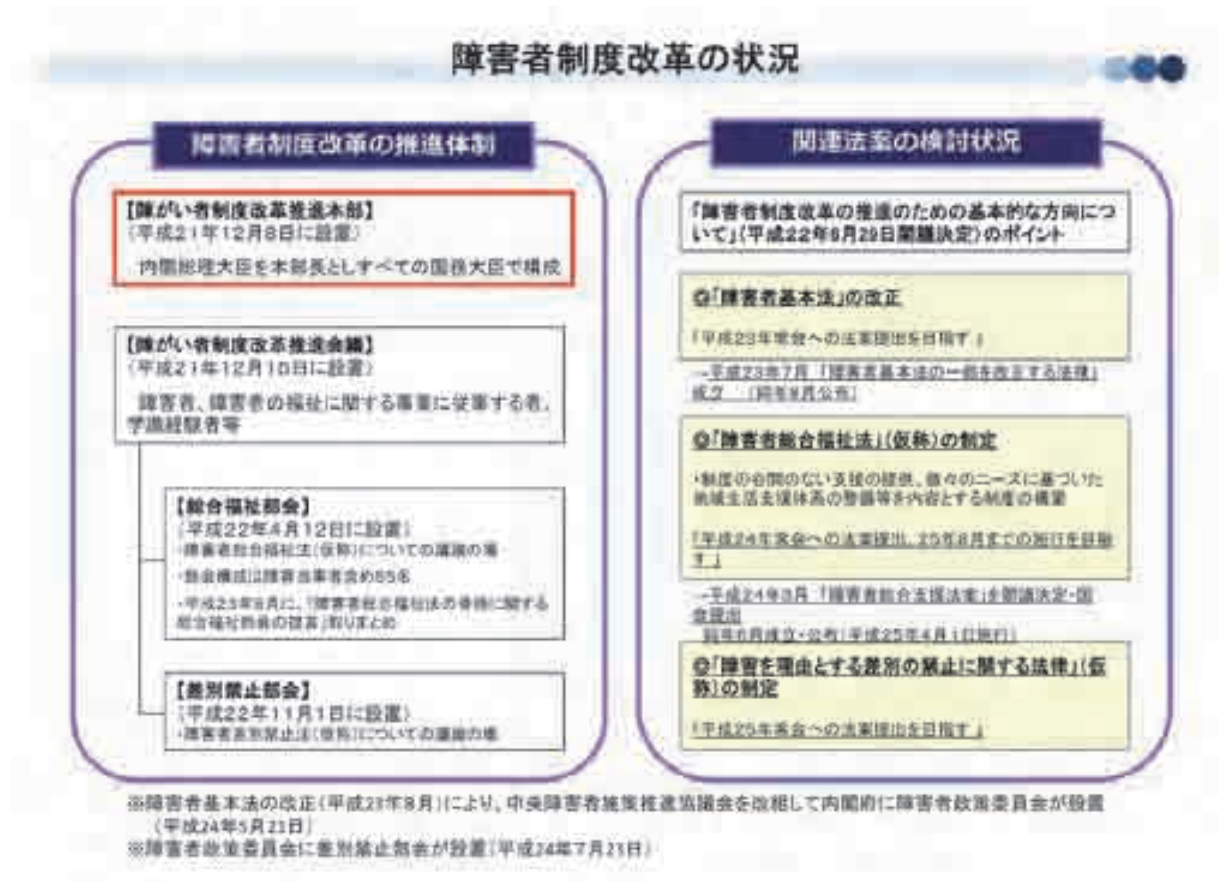 障害者制度改革の状況
障害者制度改革の推進体制
【障がい者制度改革推進本部】
(平成21年12月8日に設置)
内閣総理大臣を本部長としすべての国務大臣で構成
【障がい者制度改革推進会議】
(平成21年12月15日に設置)
障害者、障害者の福祉に関する事業に従事する者、
学識経験者等
【総合福祉部会】
(平成22年4月12日に設置)
・障害者総合福祉法(仮称)についての議論の場
・部会構成は障害当事者含め55名
・平成23年8月に、「障害者総合福祉法の骨格に関する
総合福祉部会の提言」取りまとめ
【差別禁止部会】
(平成22年11月1日に設置)
・障害者差別禁止法(仮称)についての議論の場
関連法案の検討状況
「障害者制度改革の推進のための基本的な方向につ
いて」(平成22年6月29日閣議決定)のポイント
◎「障害者基本法」の改正
「平成23年常会への法案提出を目指す」
→平成23年7月 「障害者基本法の一部を改正する法律」
成立 (同年8月公布)
◎「障害者総合福祉法」(仮称)の制定
・制度の谷間のない支援の提供、個々のニーズに基づいた
地域生活支援体系の整備等を内容とする制度の構築
「平成24年常会への法案提出、25年8月までの施行を目指
す」
→平成24年3月 「障害者総合支援法案」を閣議決定・国
会提出
同年6月成立・公布(平成25年4月1日施行)
◎「障害を理由とする差別の禁止に関する法律」(仮
称)の制定
「平成25年常会への法案提出を目指す」
※障害者基本法の改正(平成23年8月)により、中央障害者施策推進協議会を改組して内閣府に障害者政策委員会が設置
(平成24年5月21日)
※障害者政策委員会に差別禁止部会が設置(平成24年7月23日)